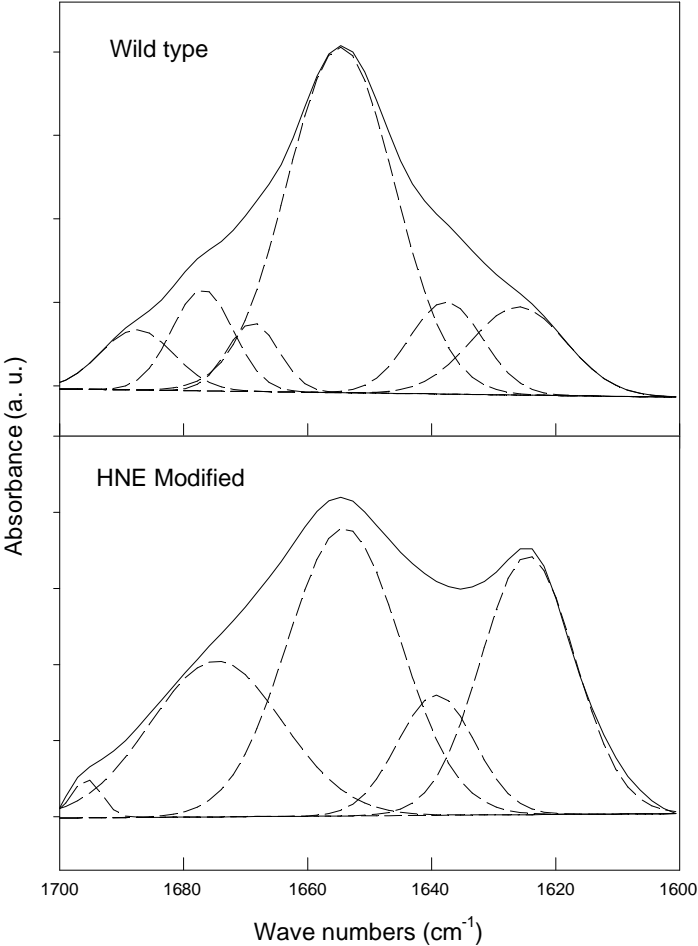 Wild type
HNE Modified
Absorbance (a. u.)
1700 1680 1660 1640 1620 1600
Wave numbers (cm⁻¹)